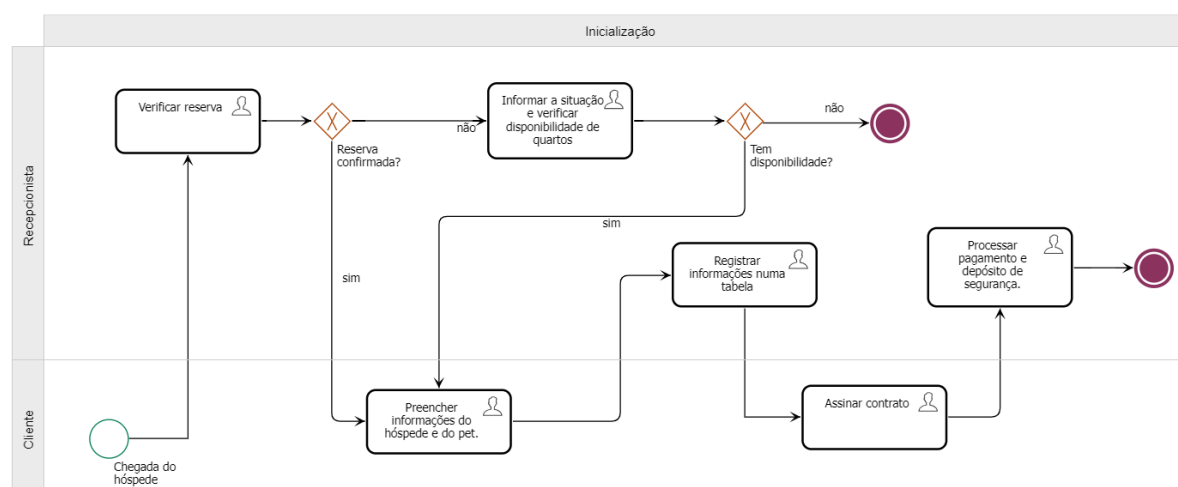 Inicialização
Recepcionista
Verificar reserva
Reserva
confirmada?
não
sim
Informar a situação
e verificar
disponibilidade de
quartos
Tem
disponibilidade?
não
sim
Registrar
informações numa
tabela
Processar
pagamento e
depósito de
segurança.
Cliente
Chegada do
hóspede
Preencher
informações do
hóspede e do pet.
Assinar contrato